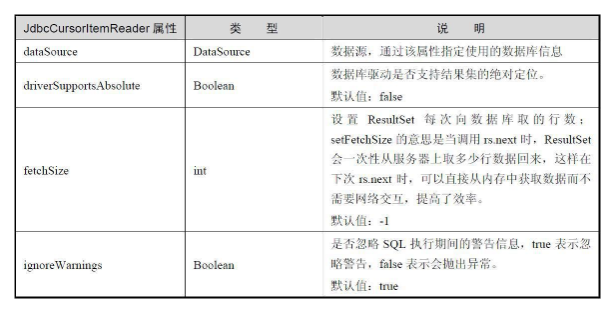 JdbcCursorItemReader 属性 类 型 说 明
dataSource DataSource 数据源，通过该属性指定使用的数据库信息
driverSupportsAbsolute Boolean 数据库驱动是否支持结果集的绝对定位。
默认值：false
fetchSize int 设置 ResultSet 每次向数据库取的行数；
setFetchSize 的意思是当调用 rs.next 时，ResultSet
会一次性从服务器上取多少行数据回来，这样在
下次 rs.next 时，可以直接从内存中获取数据而不
需要网络交互，提高了效率。
默认值：-1
ignoreWarnings Boolean 是否忽略 SQL 执行期间的警告信息，true 表示忽
略警告，false 表示会抛出异常。
默认值：true